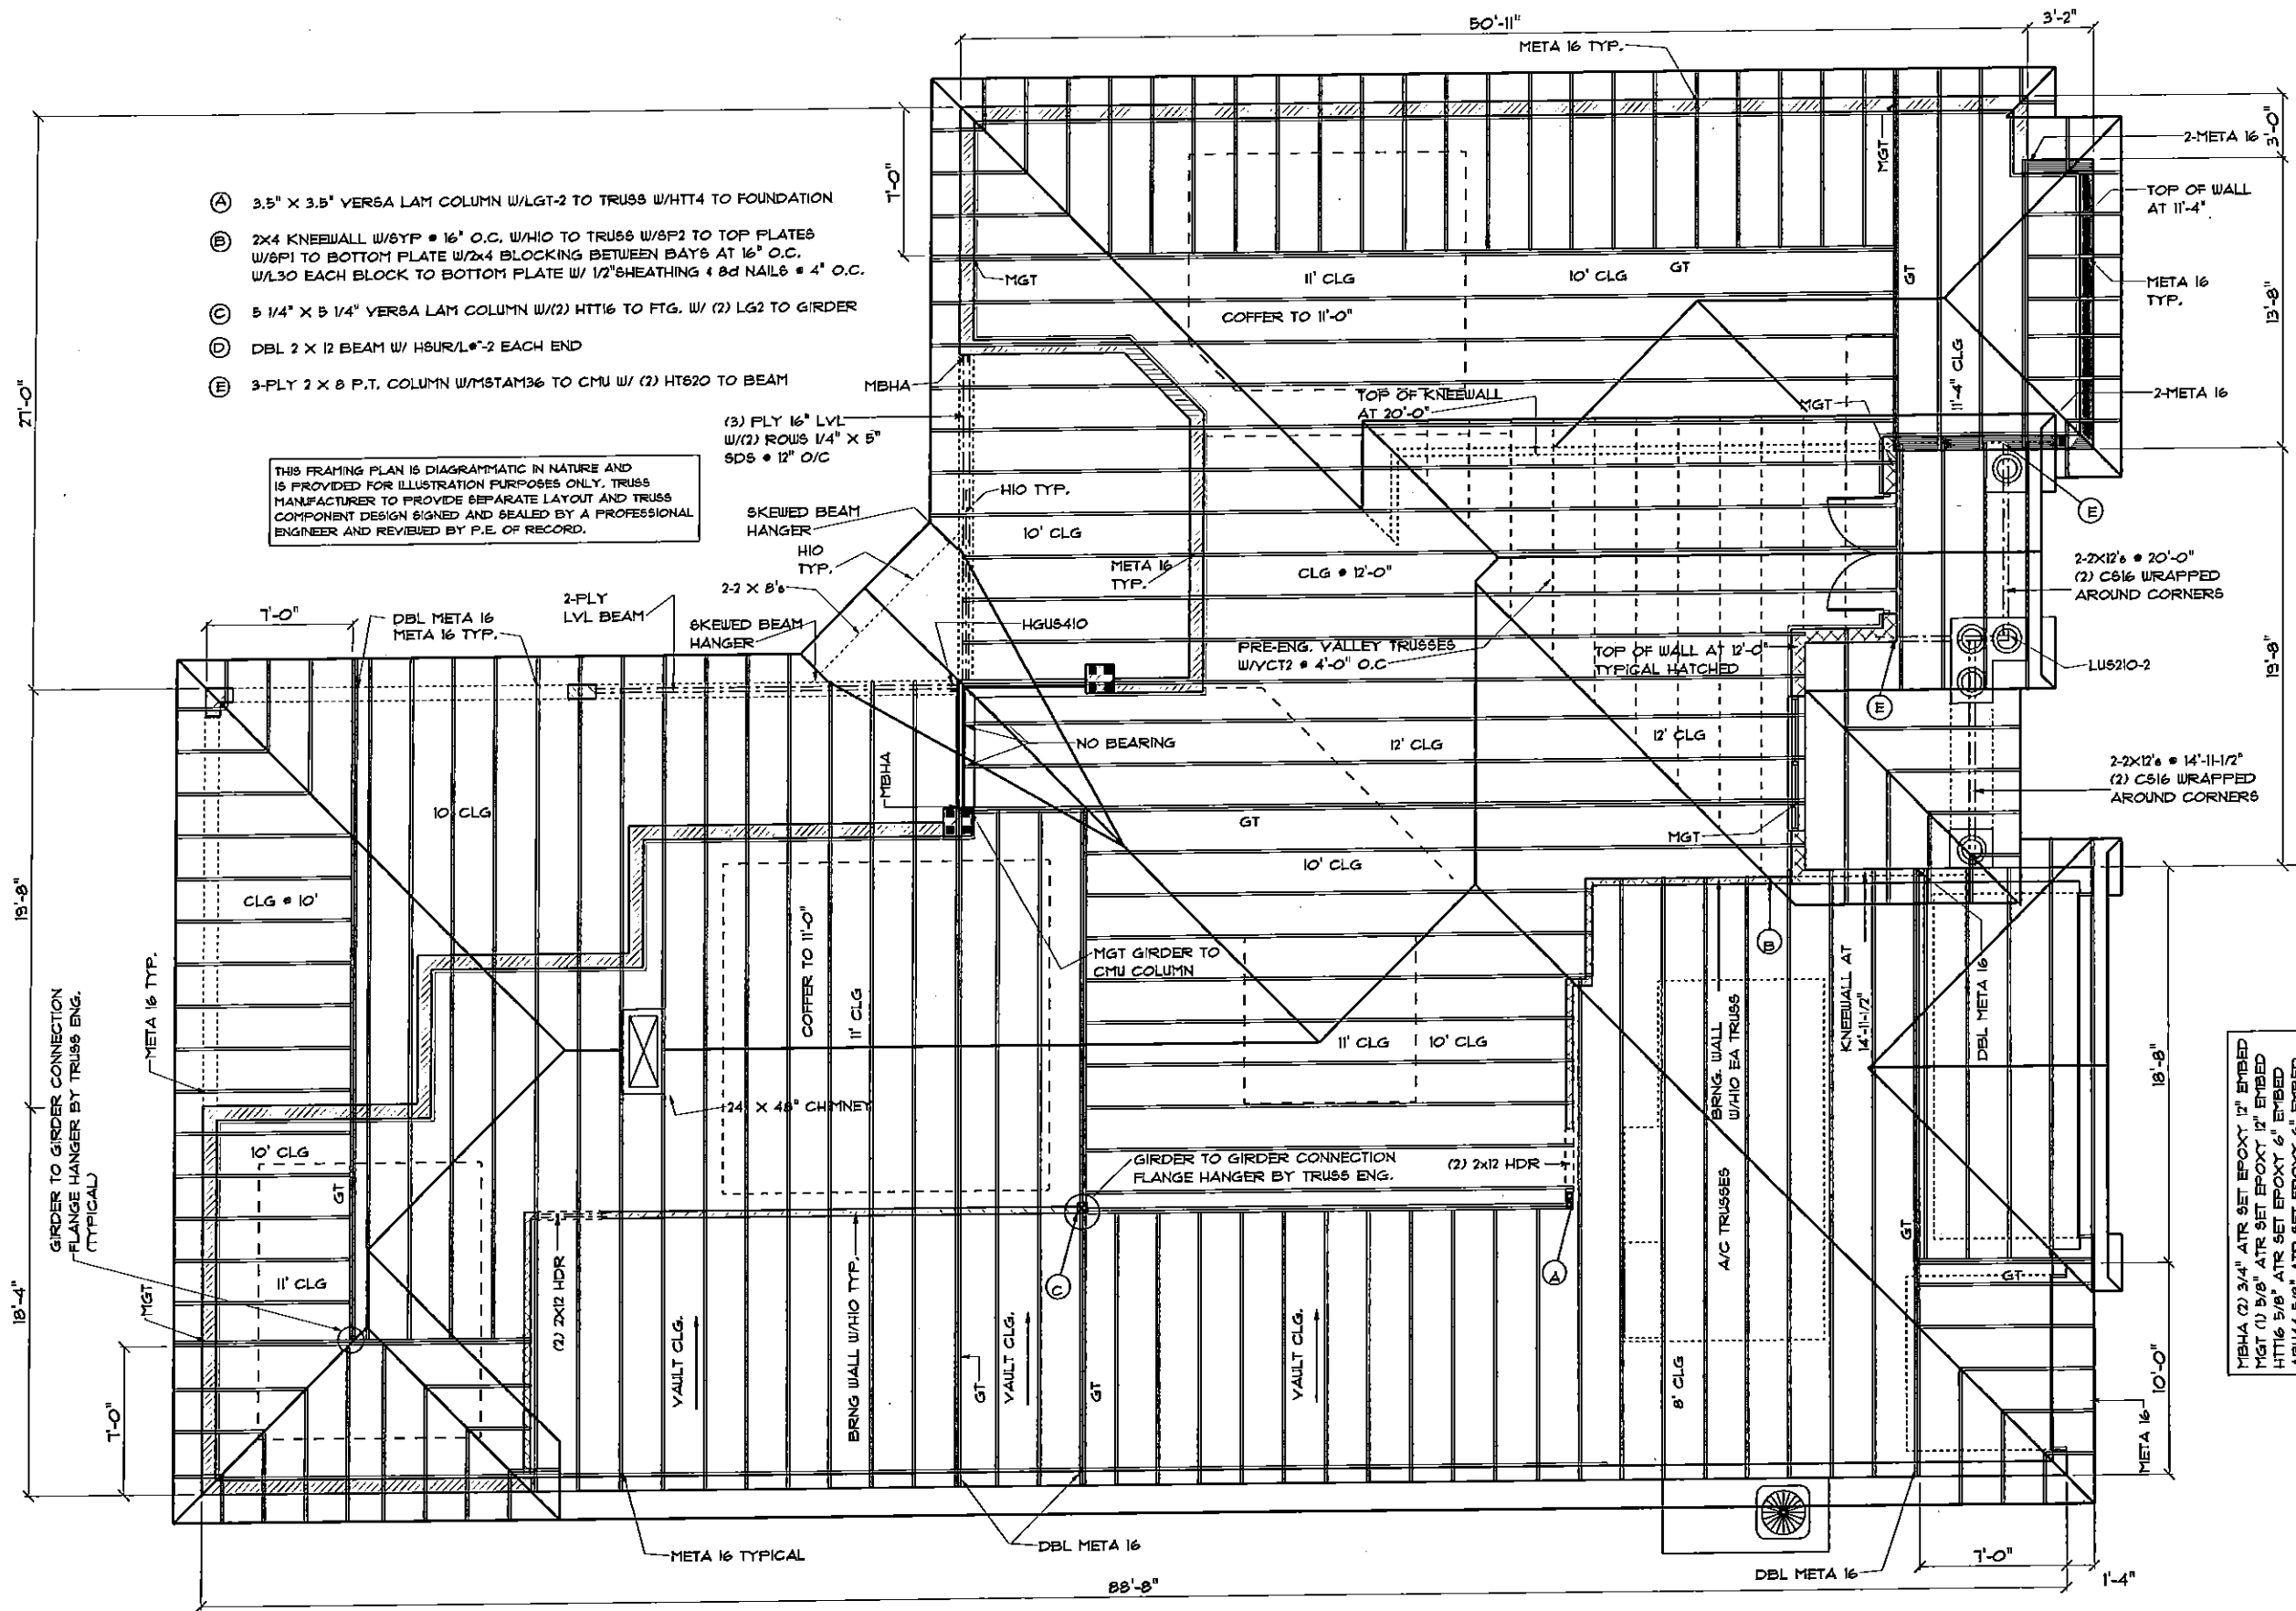 50'-11"
3'-2"
META 16 TYP.
MGT
3'-0"
2-META 16
TOP OF WALL
AT 11'-4"
META 16
TYP.
13'-8"
2-META 16
7'-0"
27'-0"
Ⓐ 3.5" X 3.5" VERSA LAM COLUMN W/LGT-2 TO TRUSS W/HTT4 TO FOUNDATION
Ⓑ 2X4 KNEEWALL W/SYP @ 16" O.C. W/H10 TO TRUSS W/SP2 TO TOP PLATES
W/SP1 TO BOTTOM PLATE W/2x4 BLOCKING BETWEEN BAYS AT 16" O.C.
W/L30 EACH BLOCK TO BOTTOM PLATE W/ 1/2"SHEATHING & 8d NAILS @ 4" O.C.
Ⓒ 5 1/4" X 5 1/4" VERSA LAM COLUMN W/(2) HTT16 TO FTG. W/ (2) LG2 TO GIRDER
Ⓓ DBL 2 X 12 BEAM W/ HSUR/L*-2 EACH END
Ⓔ 3-PLY 2 X 8 P.T. COLUMN W/MSTAM36 TO CMU W/ (2) HTS20 TO BEAM
THIS FRAMING PLAN IS DIAGRAMMATIC IN NATURE AND
IS PROVIDED FOR ILLUSTRATION PURPOSES ONLY. TRUSS
MANUFACTURER TO PROVIDE SEPARATE LAYOUT AND TRUSS
COMPONENT DESIGN SIGNED AND SEALED BY A PROFESSIONAL
ENGINEER AND REVIEWED BY P.E. OF RECORD.
MGT
11' CLG
10' CLG
GT
GT
COFFER TO 11'-0"
11'-4" CLG
MBHA
(3) PLY 16" LVL
W/(2) ROWS 1/4" X 5"
SDS @ 12" O/C
TOP OF KNEEWALL
AT 20'-0"
MGT
H10 TYP.
SKEWED BEAM
HANGER
H10
TYP.
2-2 X 8's
10' CLG
META 16
TYP.
CLG @ 12'-0"
E
2-2X12's @ 20'-0"
(2) CS16 WRAPPED
AROUND CORNERS
19'-8"
7'-0"
DBL META 16
META 16 TYP.
2-PLY
LVL BEAM
SKEWED BEAM
HANGER
HGUS410
PRE-ENG. VALLEY TRUSSES
W/VCT2 @ 4'-0" O.C
TOP OF WALL AT 12'-0"
TYPICAL HATCHED
LUS210-2
E
NO BEARING
12' CLG
12' CLG
2-2X12's @ 14'-11-1/2"
(2) CS16 WRAPPED
AROUND CORNERS
MBHA
10' CLG
GT
MGT
10' CLG
CLG @ 10'
19'-8"
COFFER TO 11'-0"
11' CLG
MGT GIRDER TO
CMU COLUMN
B
KNEEWALL AT
14'-11-1/2"
DBL META 16
META 16 TYP.
GIRDER TO GIRDER CONNECTION
FLANGE HANGER BY TRUSS ENG.
(TYPICAL)
11' CLG
10' CLG
BRNG. WALL
W/H10 EA TRUSS
18'-8"
24" X 48" CHIMNEY
MBHA (2) 3/4" ATR SET EPOXY 12" EMBED
MGT (1) 5/8" ATR SET EPOXY 12" EMBED
HTT16 5/8" ATR SET EPOXY 6" EMBED
10' CLG
GT
GIRDER TO GIRDER CONNECTION
FLANGE HANGER BY TRUSS ENG.
(2) 2x12 HDR
A/C TRUSSES
GT
GT
11' CLG
MGT
18'-4"
7'-0"
(2) 2X12 HDR
VAULT CLG.
BRNG WALL W/H10 TYP.
GT
VAULT CLG.
C
GT
VAULT CLG.
A
8' CLG
10'-0"
META 16
META 16 TYPICAL
DBL META 16
DBL META 16
7'-0"
1'-4"
88'-8"